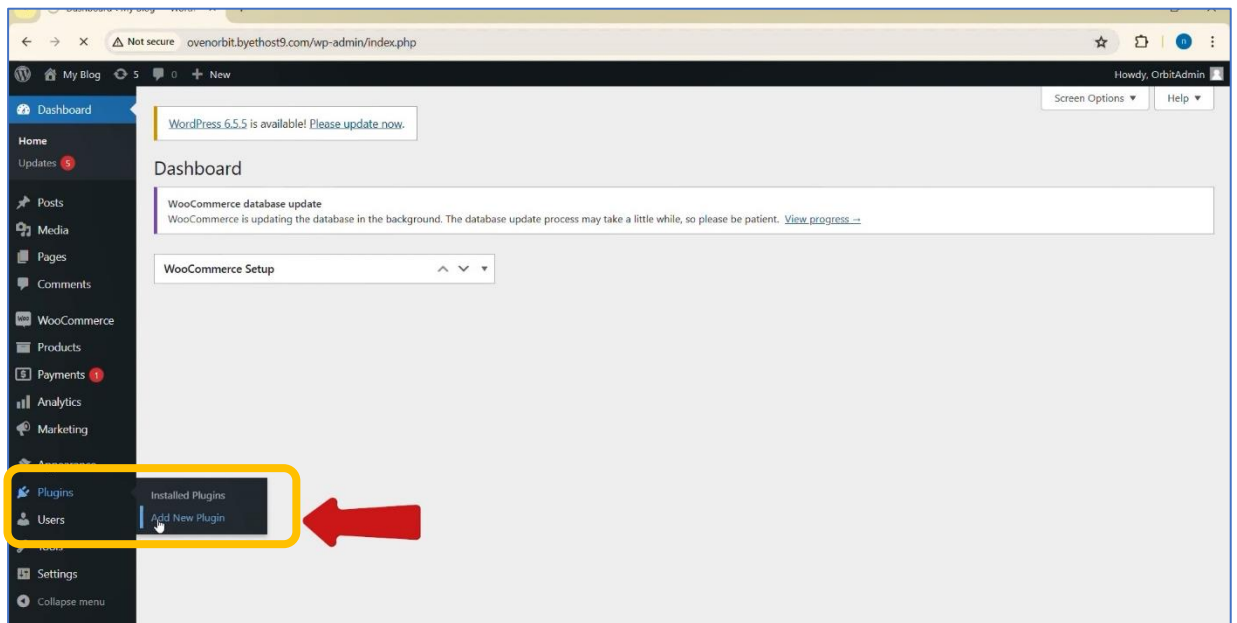 Not secure ovenorbit.byethost9.com/wp-admin/index.php n
My Blog 5 0 + New Howdy, OrbitAdmin
Screen Options ▼ Help ▼
Dashboard
WordPress 6.5.5 is available! Please update now.
Home
Updates 5
Dashboard
Posts
WooCommerce database update
WooCommerce is updating the database in the background. The database update process may take a little while, so please be patient. View progress →
Media
Pages
WooCommerce Setup
Comments
WooCommerce
Products
Payments 1
Analytics
Marketing
Appearance
Plugins
Installed Plugins
Users
Add New Plugin
Tools
Settings
Collapse menu